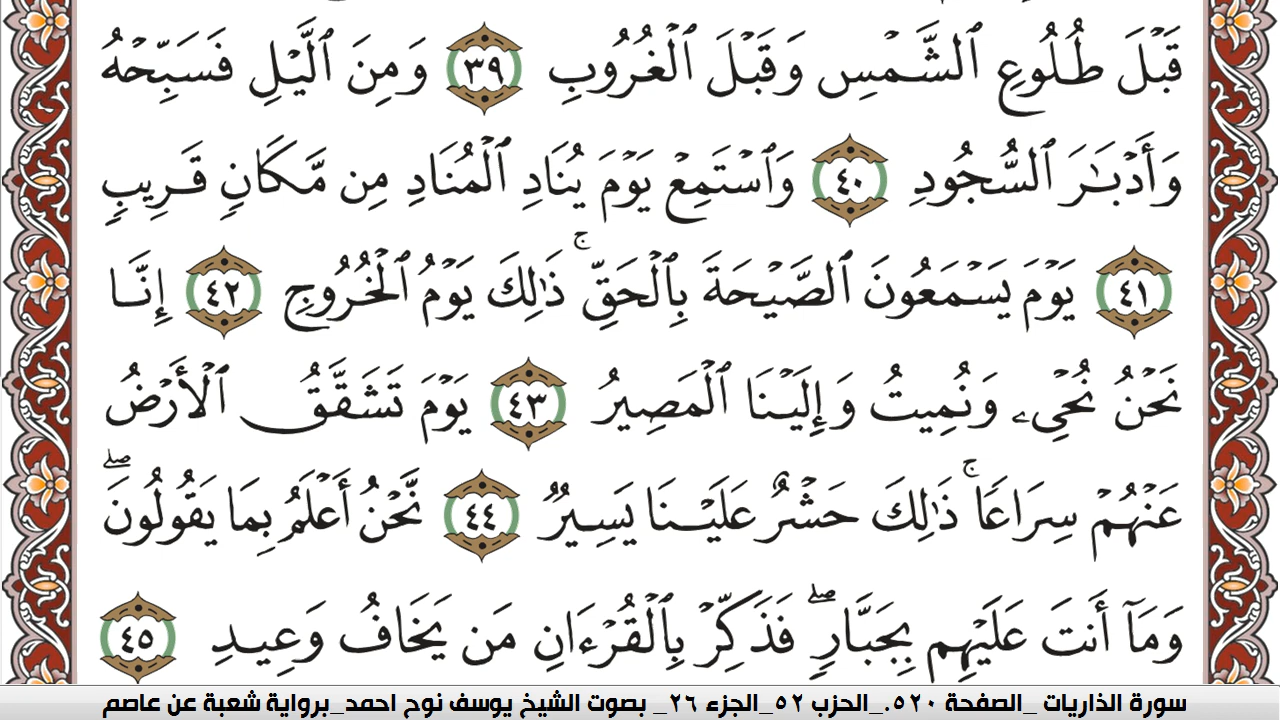 قَبۡلَ طُلُوعِ ٱلشَّمۡسِ وَقَبۡلَ ٱلۡغُرُوبِ ٣٩ وَمِنَ ٱلَّيۡلِ فَسَبِّحۡهُ
وَأَدۡبَٰرَ ٱلسُّجُودِ ٤٠ وَٱسۡتَمِعۡ يَوۡمَ يُنَادِ ٱلۡمُنَادِ مِن مَّكَانٖ قَرِيبٖ
٤١ يَوۡمَ يَسۡمَعُونَ ٱلصَّيۡحَةَ بِٱلۡحَقِّۚ ذَٰلِكَ يَوۡمُ ٱلۡخُرُوجِ ٤٢ إِنَّا
نَحۡنُ نُحۡيِۦ وَنُمِيتُ وَإِلَيۡنَا ٱلۡمَصِيرُ ٤٣ يَوۡمَ تَشَقَّقُ ٱلۡأَرۡضُ
عَنۡهُمۡ سِرَاعٗاۚ ذَٰلِكَ حَشۡرٌ عَلَيۡنَا يَسِيرٞ ٤٤ نَّحۡنُ أَعۡلَمُ بِمَا يَقُولُونَۖ
وَمَآ أَنتَ عَلَيۡهِم بِجَبَّارٖۖ فَذَكِّرۡ بِٱلۡقُرۡءَانِ مَن يَخَافُ وَعِيدِ ٤٥
سورة الذاريات _الصفحة ٥٢٠._الحزب ٥٢_الجزء ٢٦_ بصوت الشيخ يوسف نوح احمد_برواية شعبة عن عاصم